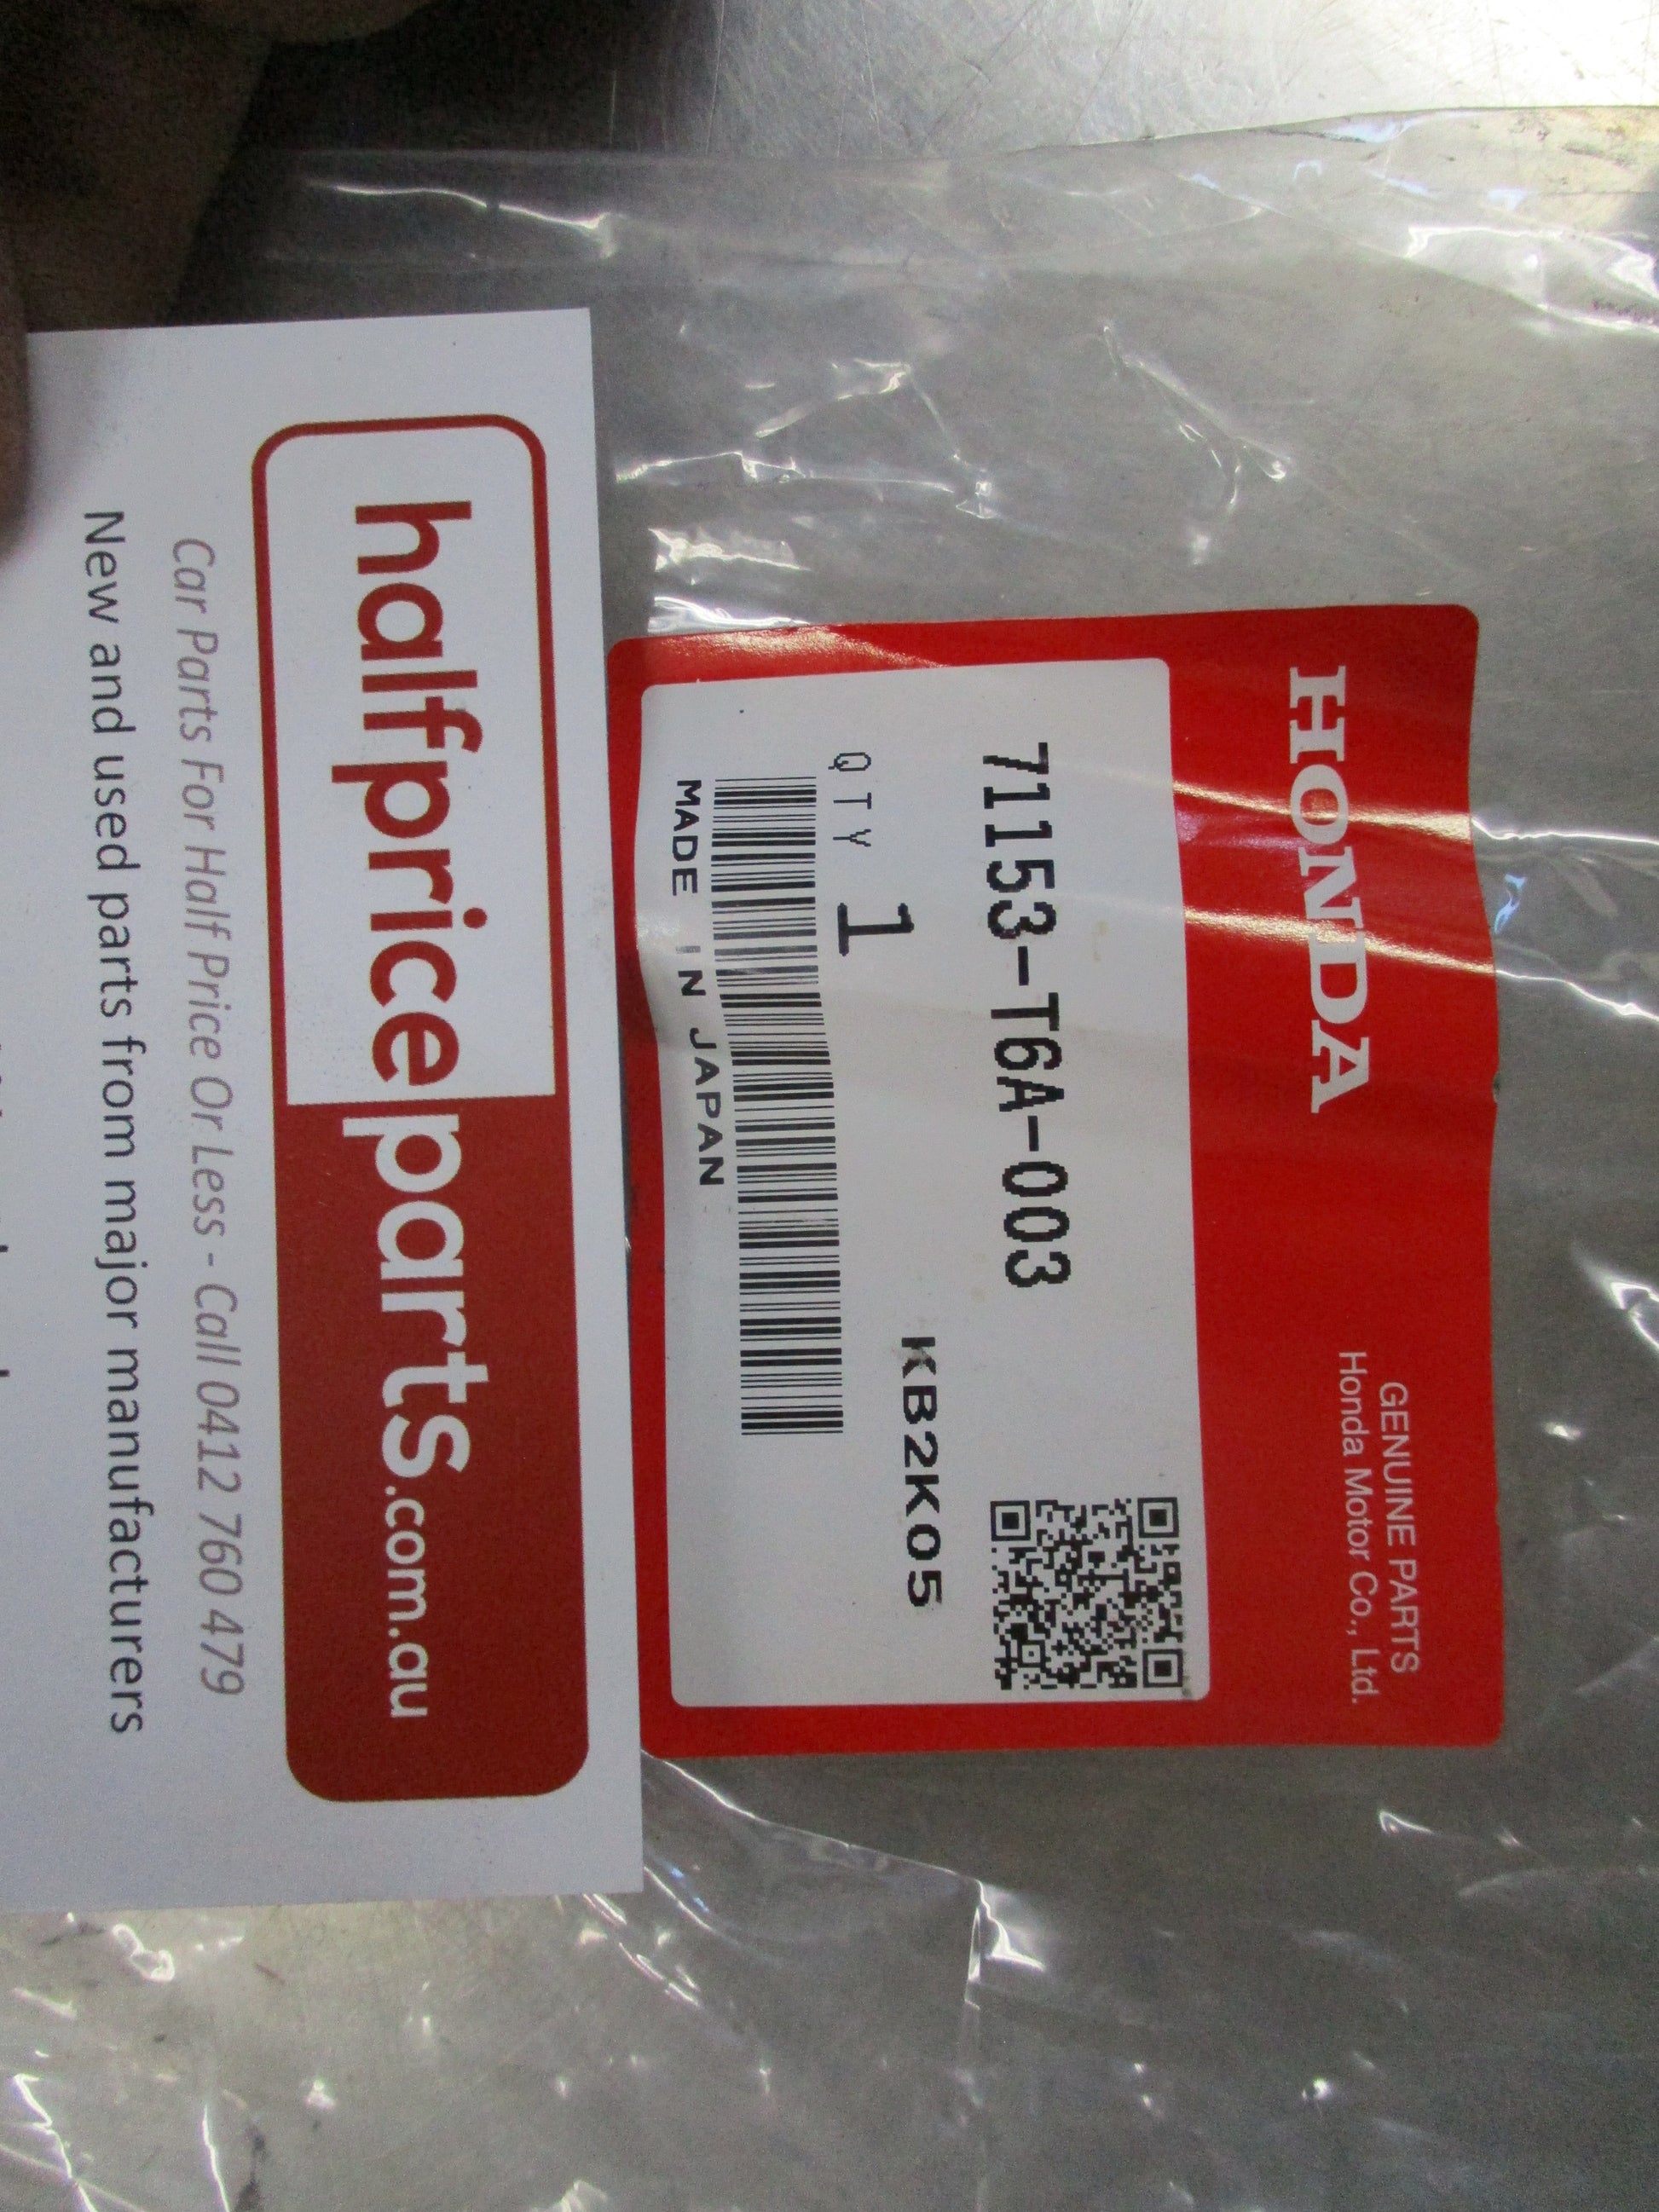 HONDA
GENUINE PARTS
Honda Motor Co., Ltd.
71153-T6A-003
KB2K05
QTY 1
MADE IN JAPAN
halfpriceparts.com.au
Car Parts For Half Price Or Less - Call 0412 760 479
New and used parts from major manufacturers